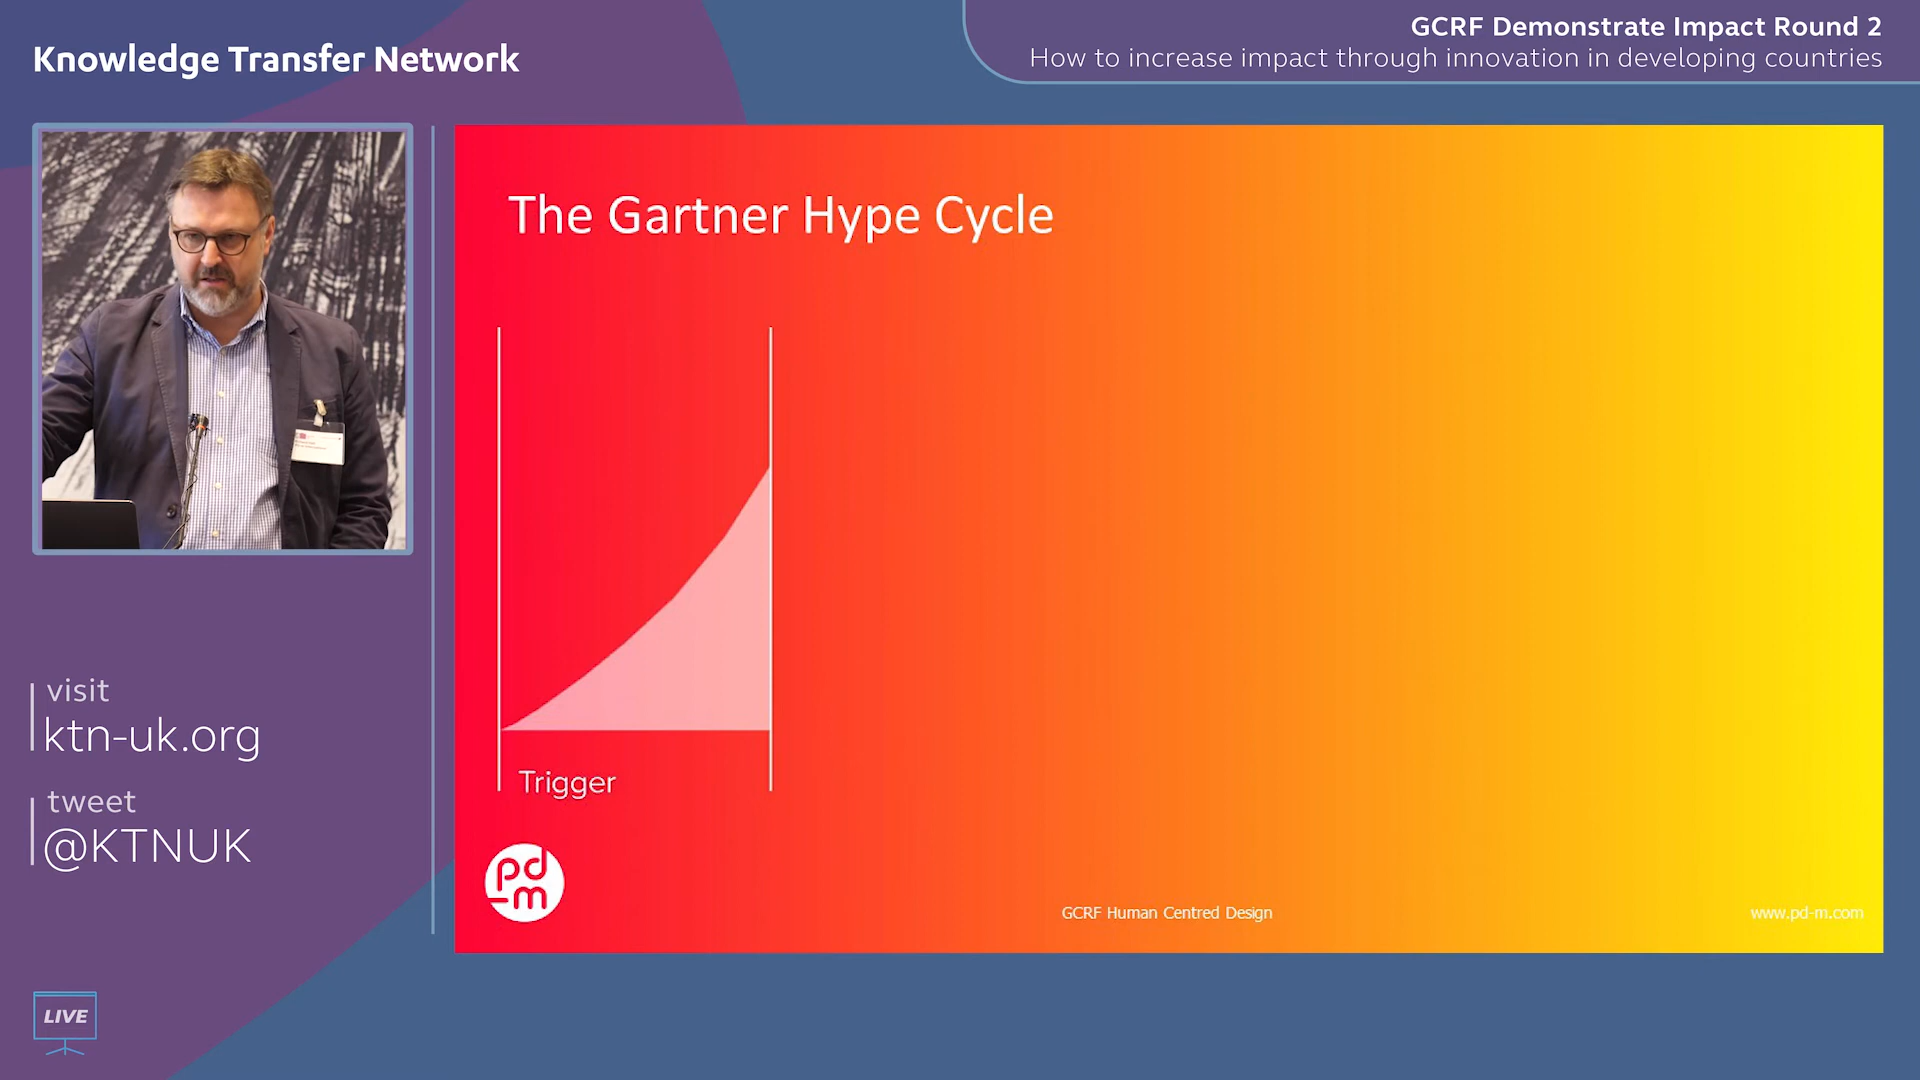 Knowledge Transfer Network
GCRF Demonstrate Impact Round 2
How to increase impact through innovation in developing countries
The Gartner Hype Cycle
Trigger
visit
ktn-uk.org
tweet
@KTNUK
pd
-m
GCRF Human Centred Design
www.pd-m.com
LIVE